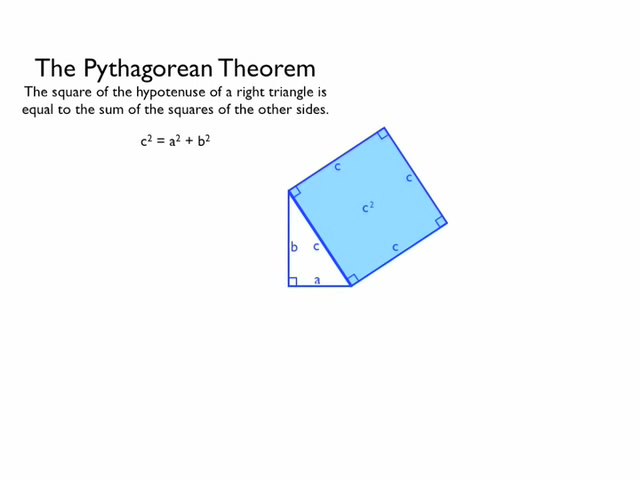 The Pythagorean Theorem
The square of the hypotenuse of a right triangle is
equal to the sum of the squares of the other sides.
c² = a² + b²
c
c
c²
b
c
c
a